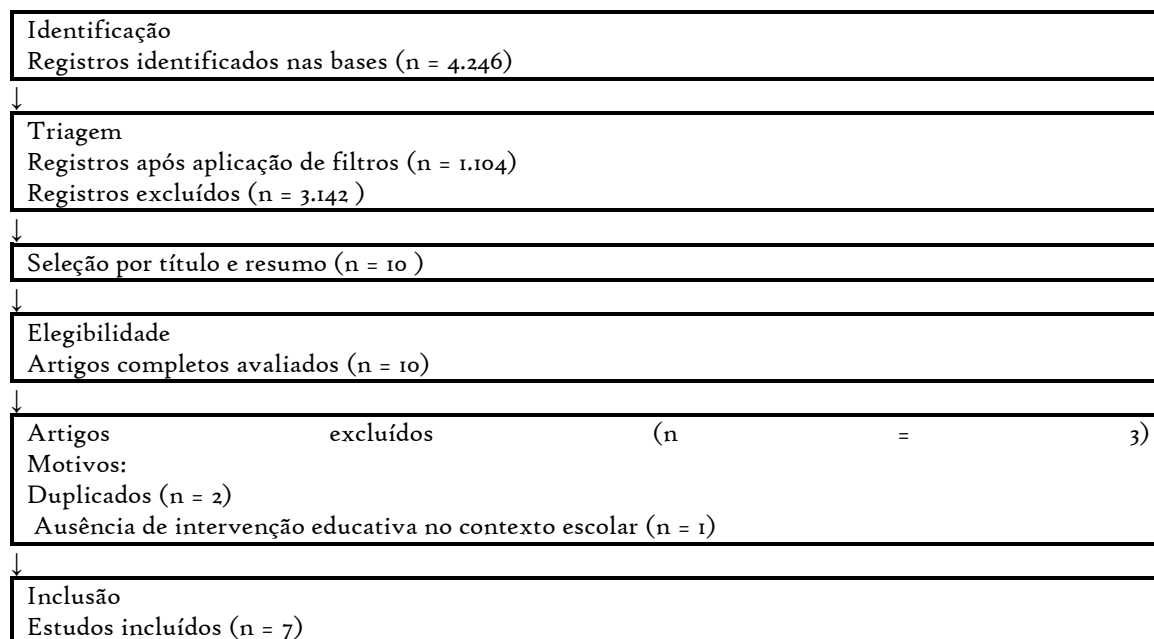 Identificação
Registros identificados nas bases (n = 4.246)
↓
Triagem
Registros após aplicação de filtros (n = 1.104)
Registros excluídos (n = 3.142 )
↓
Seleção por título e resumo (n = 10 )
↓
Elegibilidade
Artigos completos avaliados (n = 10)
↓
Artigos excluídos (n = 3)
Motivos:
Duplicados (n = 2)
Ausência de intervenção educativa no contexto escolar (n = 1)
↓
Inclusão
Estudos incluídos (n = 7)